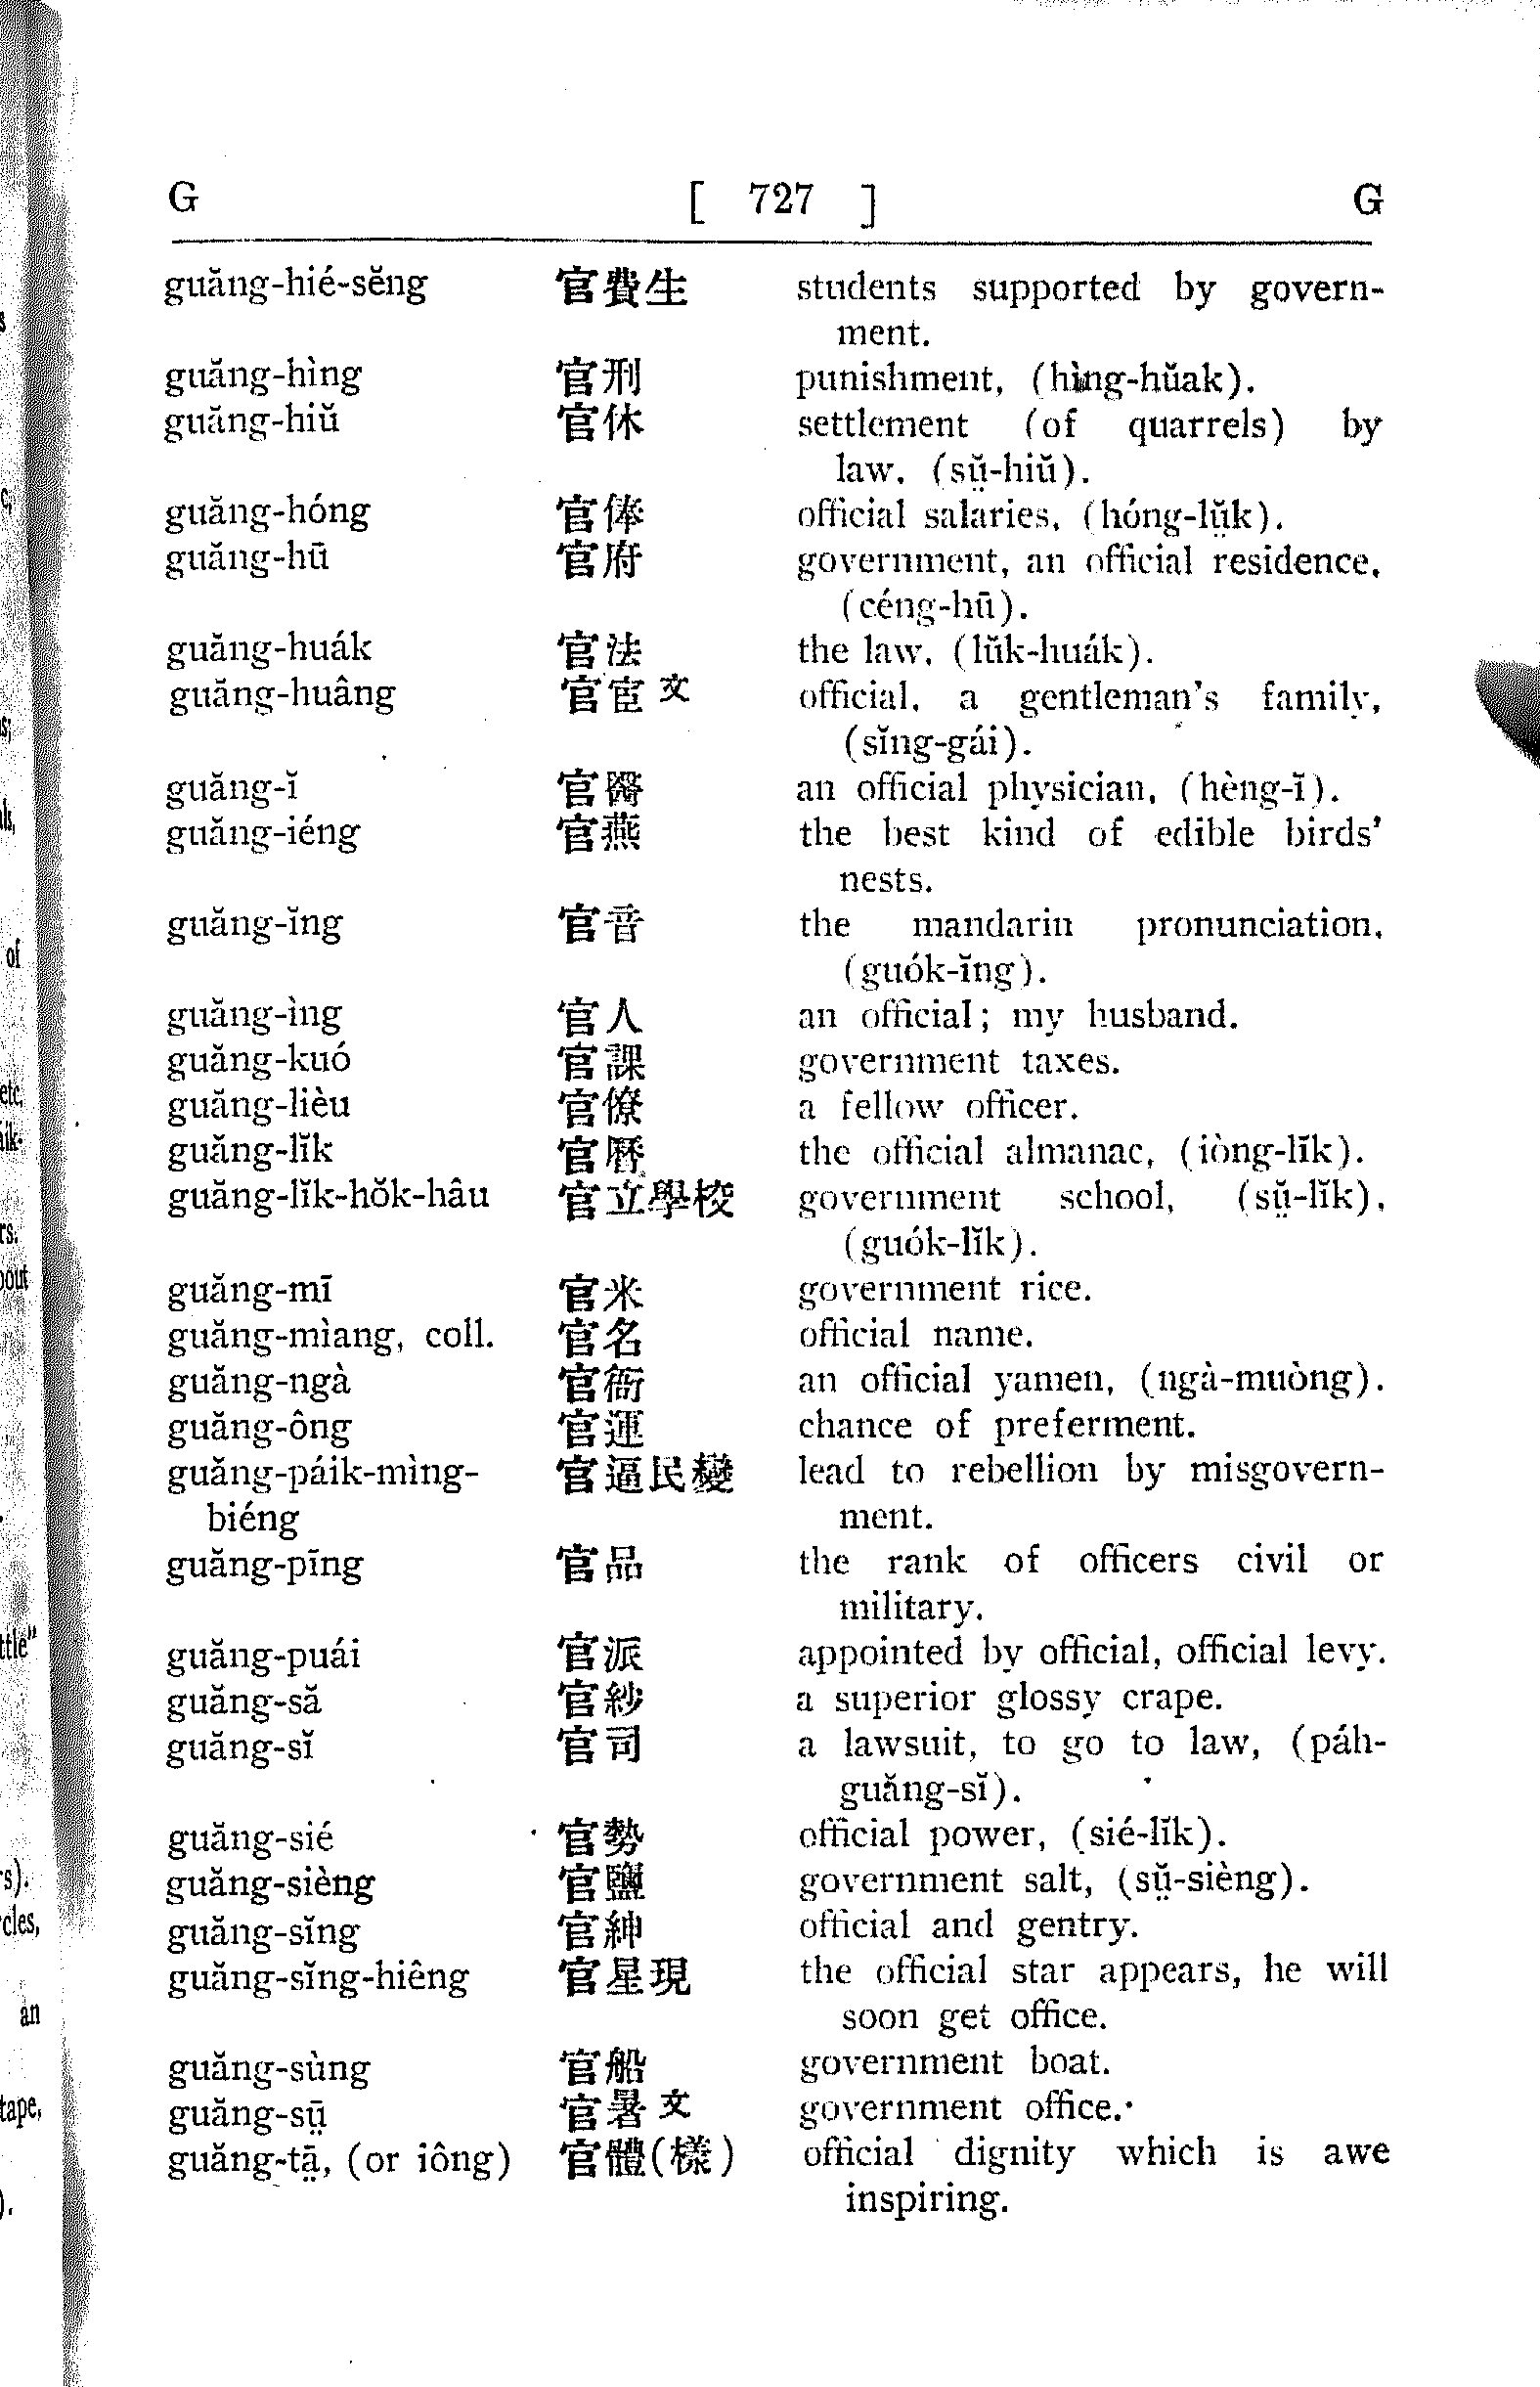 G [ 727 ] G
guăng-hié-sĕng 官費生 students supported by govern-
ment.
guăng-hìng 官刑 punishment, (hìng-hŭak).
guăng-hiŭ 官休 settlement (of quarrels) by
law, (sṳ̆-hiŭ).
guăng-hóng 官俸 official salaries, (hóng-lṳ̆k).
guăng-hū 官府 government, an official residence,
(céng-hū).
guăng-huák 官法 the law, (lŭk-huák).
guăng-huâng 官宦文 official, a gentleman's family,
(sĭng-gái).
guăng-ĭ 官醫 an official physician, (hèng-ĭ).
guăng-iéng 官燕 the best kind of edible birds'
nests.
guăng-ĭng 官音 the mandarin pronunciation,
(guók-ĭng).
guăng-ìng 官人 an official; my husband.
guăng-kuó 官課 government taxes.
guăng-lièu 官僚 a fellow officer.
guăng-lĭk 官曆 the official almanac, (iòng-lĭk).
guăng-lĭk-hŏk-hâu 官立學校 government school, (sṳ̆-lĭk),
(guók-lĭk).
guăng-mī 官米 government rice.
guăng-mìang, coll. 官名 official name.
guăng-ngà 官衙 an official yamen, (ngà-muòng).
guăng-ông 官運 chance of preferment.
guăng-páik-mìng- 官逼民變 lead to rebellion by misgovern-
biéng ment.
guăng-pīng 官品 the rank of officers civil or
military.
guăng-puái 官派 appointed by official, official levy.
guăng-să 官紗 a superior glossy crape.
guăng-sĭ 官司 a lawsuit, to go to law, (páh-
guăng-sĭ).
guăng-sié 官勢 official power, (sié-lĭk).
guăng-sièng 官鹽 government salt, (sṳ̆-sièng).
guăng-sĭng 官紳 official and gentry.
guăng-sĭng-hiêng 官星現 the official star appears, he will
soon get office.
guăng-sùng 官船 government boat.
guăng-sṳ̄ 官署文 government office.
guăng-tā̤, (or iông) 官體(樣) official dignity which is awe
inspiring.